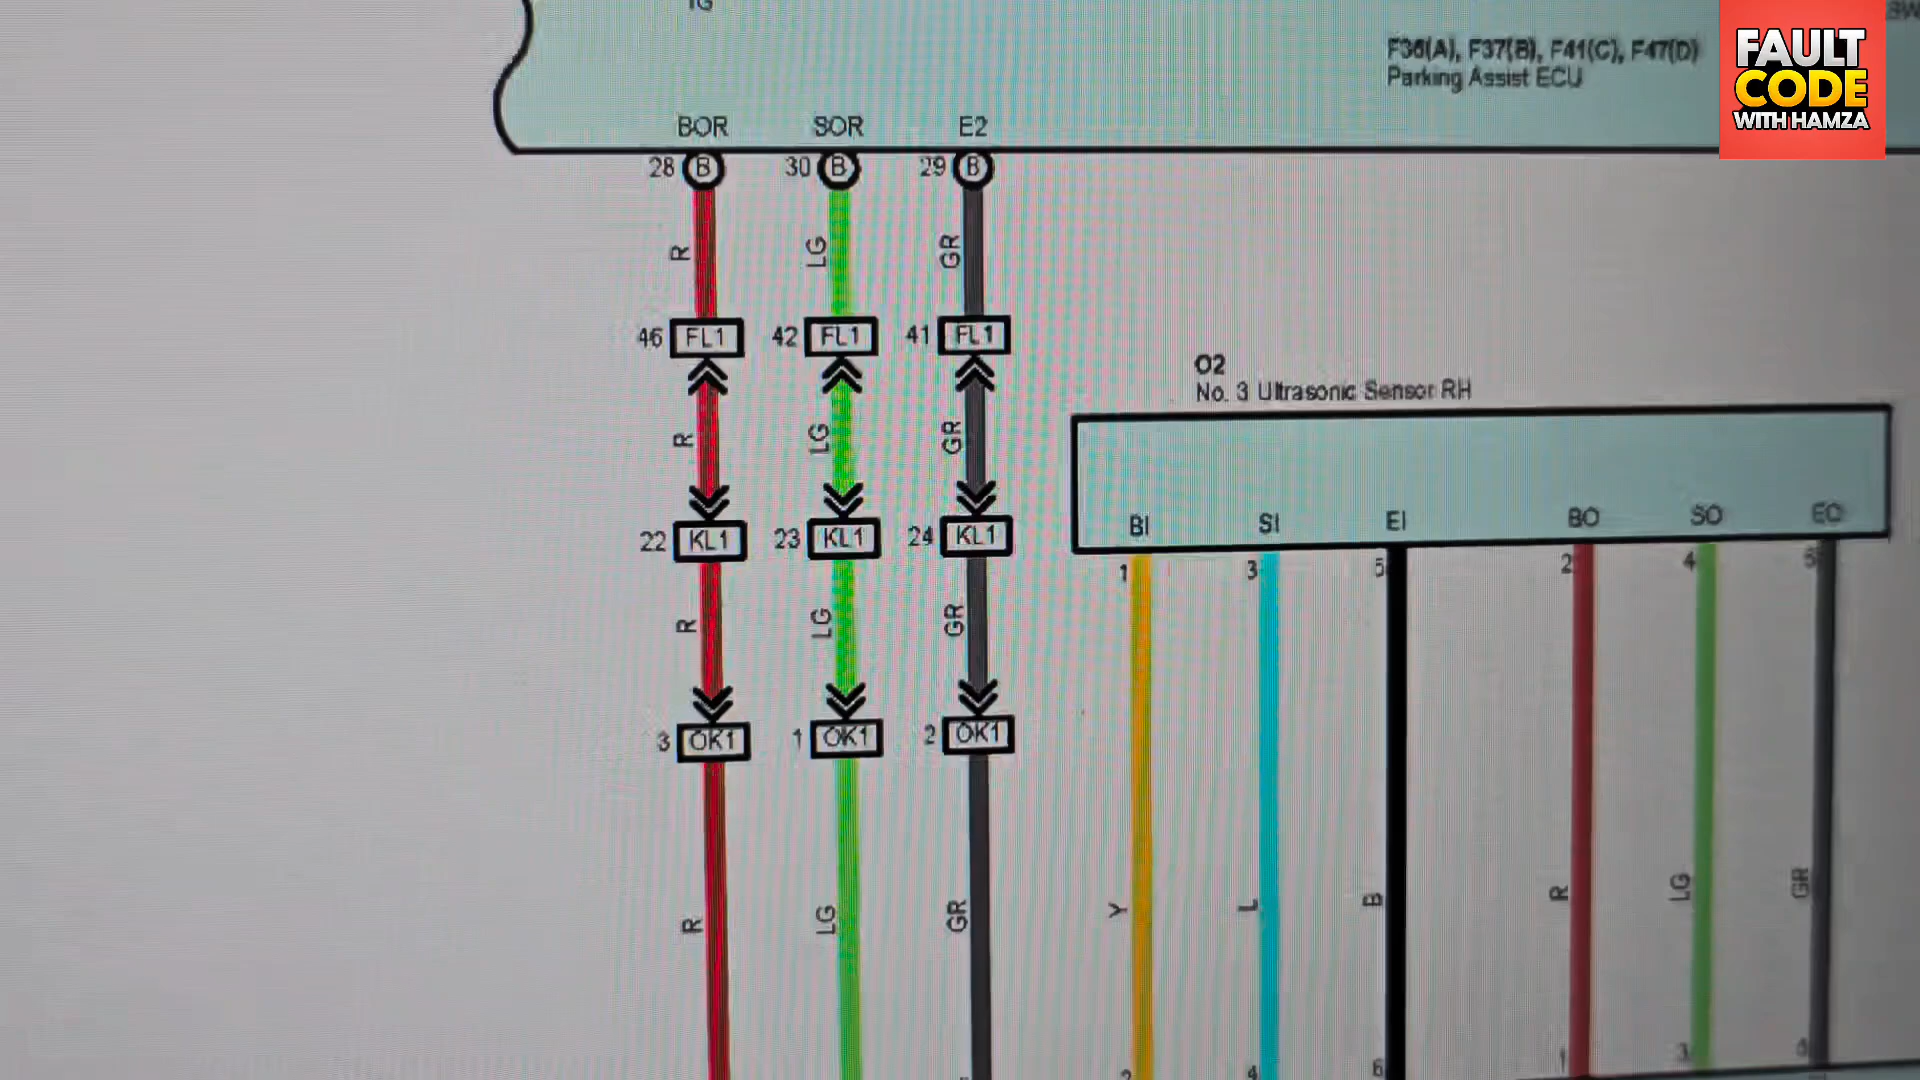 IG
F36(A), F37(B), F41(C), F47(D)
Parking Assist ECU
FAULT
CODE
WITH HAMZA
BOR SOR E2
28 B 30 B 29 B
R LG GR
46 FL1 42 FL1 41 FL1
O2
No. 3 Ultrasonic Sensor RH
R LG GR
BI SI EI BO SO EO
22 KL1 23 KL1 24 KL1
1 3 5 2 4 6
R LG GR
3 OK1 1 OK1 2 OK1
R LG GR Y L B R LG GR
2 4 6 1 3